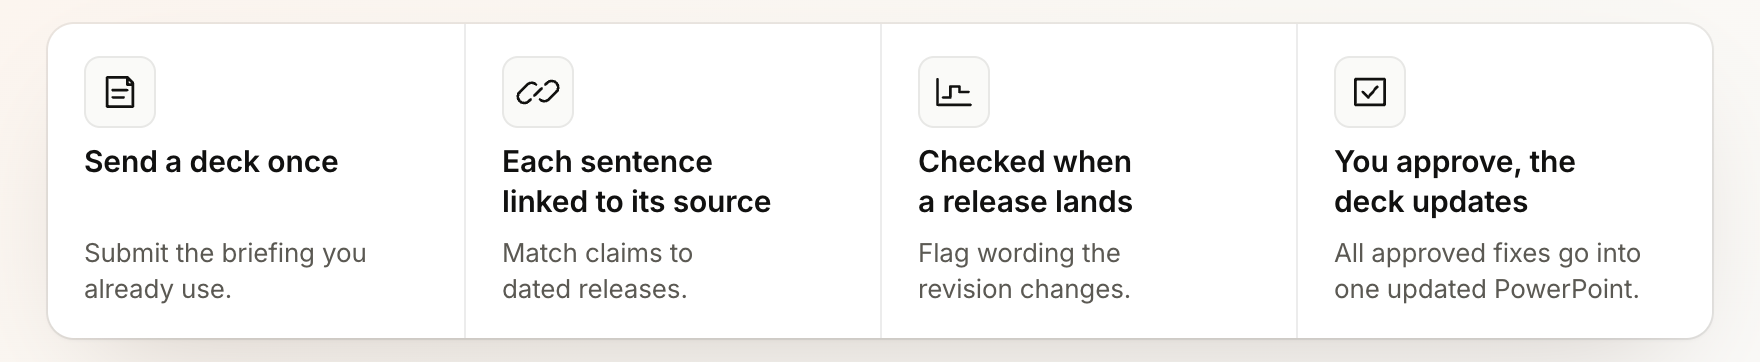 Send a deck once
Submit the briefing you
already use.
Each sentence
linked to its source
Match claims to
dated releases.
Checked when
a release lands
Flag wording the
revision changes.
You approve, the
deck updates
All approved fixes go into
one updated PowerPoint.